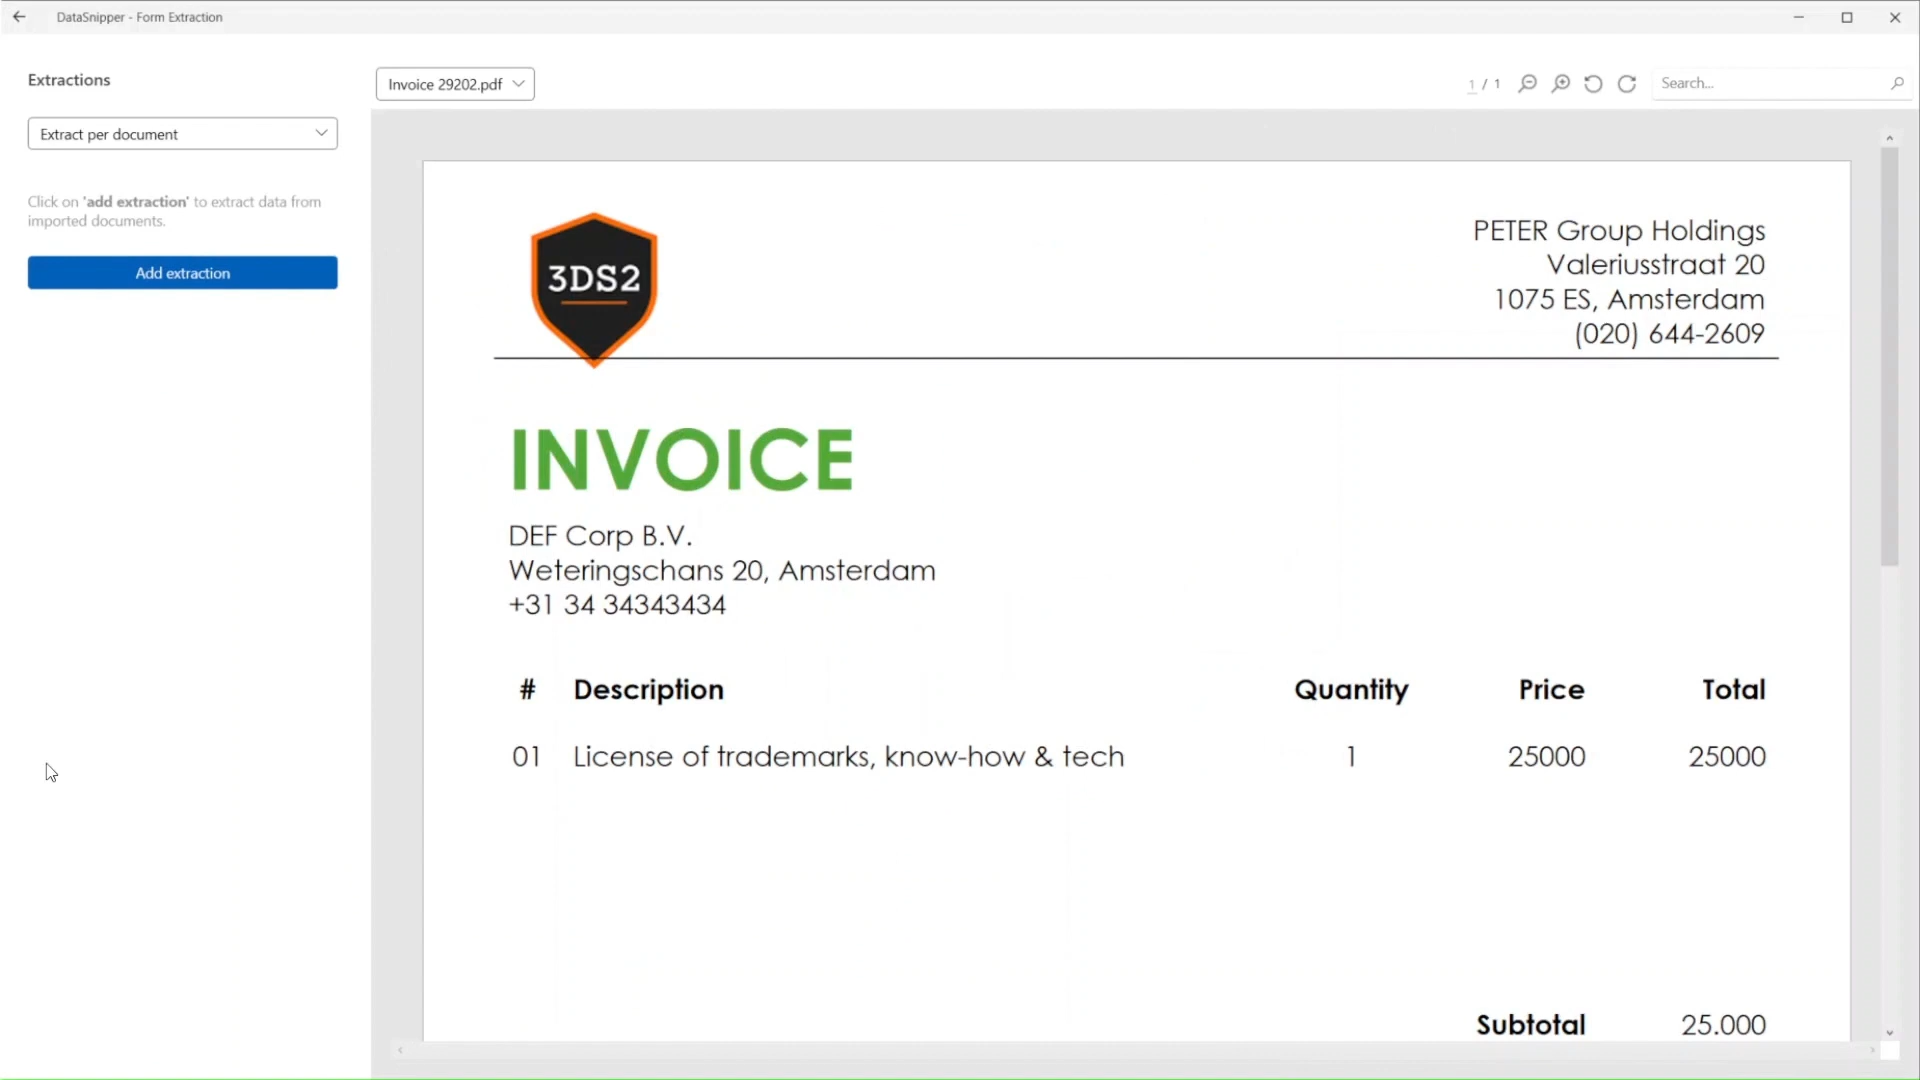 DataSnipper - Form Extraction
Extractions
Extract per document
Click on 'add extraction' to extract data from
imported documents.
Add extraction
Invoice 29202.pdf
1 / 1
Search...
3DS2
PETER Group Holdings
Valeriusstraat 20
1075 ES, Amsterdam
(020) 644-2609
INVOICE
DEF Corp B.V.
Weteringschans 20, Amsterdam
+31 34 34343434
# Description Quantity Price Total
01 License of trademarks, know-how & tech 1 25000 25000
Subtotal 25.000